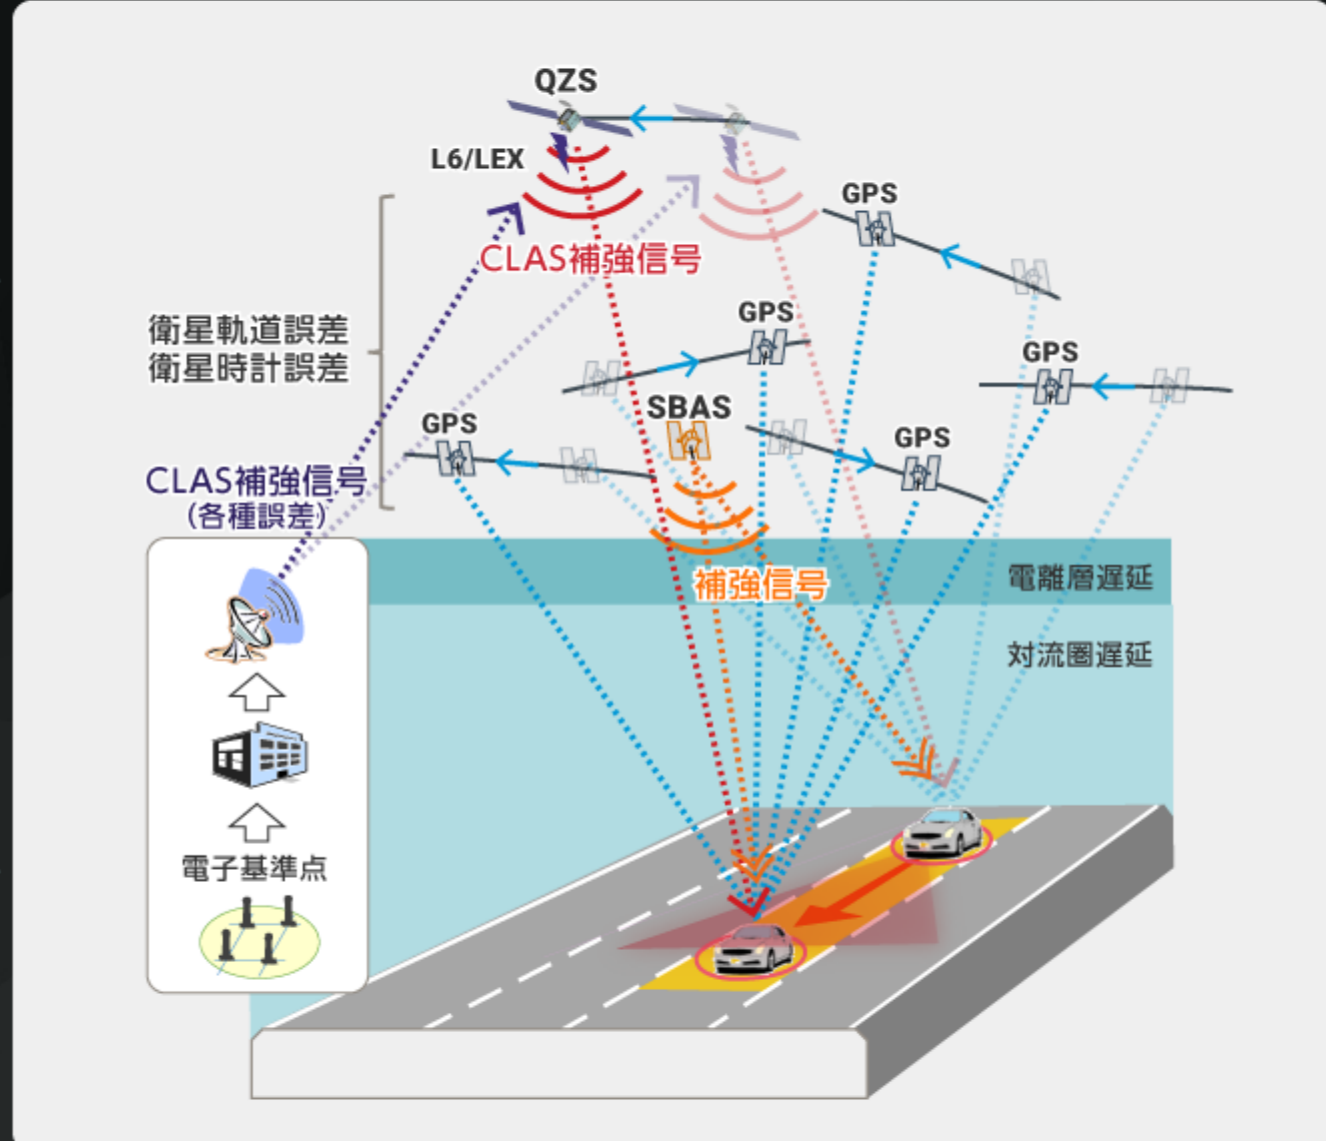 QZS
L6/LEX
GPS
CLAS補強信号
GPS
衛星軌道誤差
衛星時計誤差
GPS
SBAS
GPS
GPS
CLAS補強信号
(各種誤差)
補強信号
電離層遅延
対流圏遅延
電子基準点